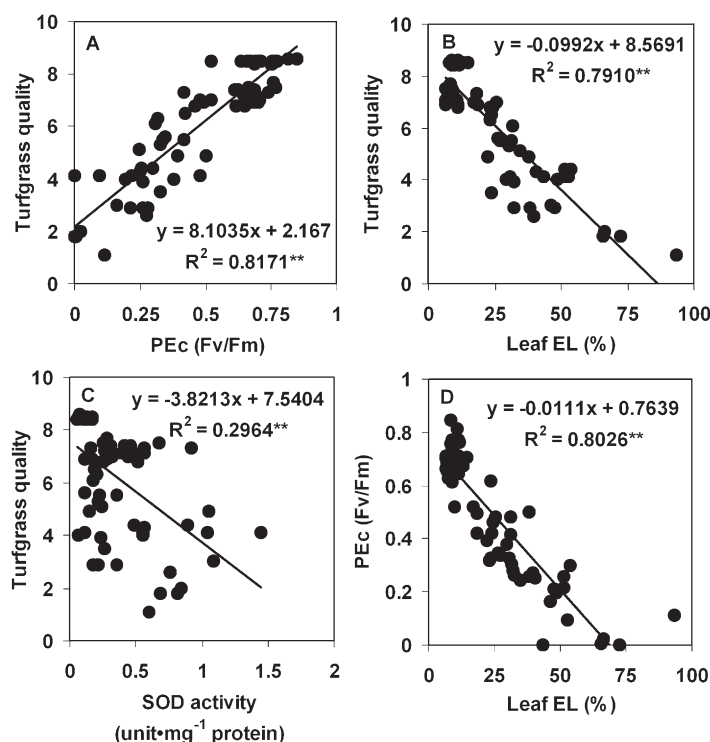 A
y = 8.1035x + 2.167
R² = 0.8171**
Turfgrass quality
10
8
6
4
2
0
0 0.25 0.5 0.75 1
PEc (Fv/Fm)
B
y = -0.0992x + 8.5691
R² = 0.7910**
Turfgrass quality
10
8
6
4
2
0
0 25 50 75 100
Leaf EL (%)
C
y = -3.8213x + 7.5404
R² = 0.2964**
Turfgrass quality
10
8
6
4
2
0
0 1 1 2 2
SOD activity
(unit•mg⁻¹ protein)
D
y = -0.0111x + 0.7639
R² = 0.8026**
PEc (Fv/Fm)
1
0.8
0.6
0.4
0.2
0
0 25 50 75 100
Leaf EL (%)